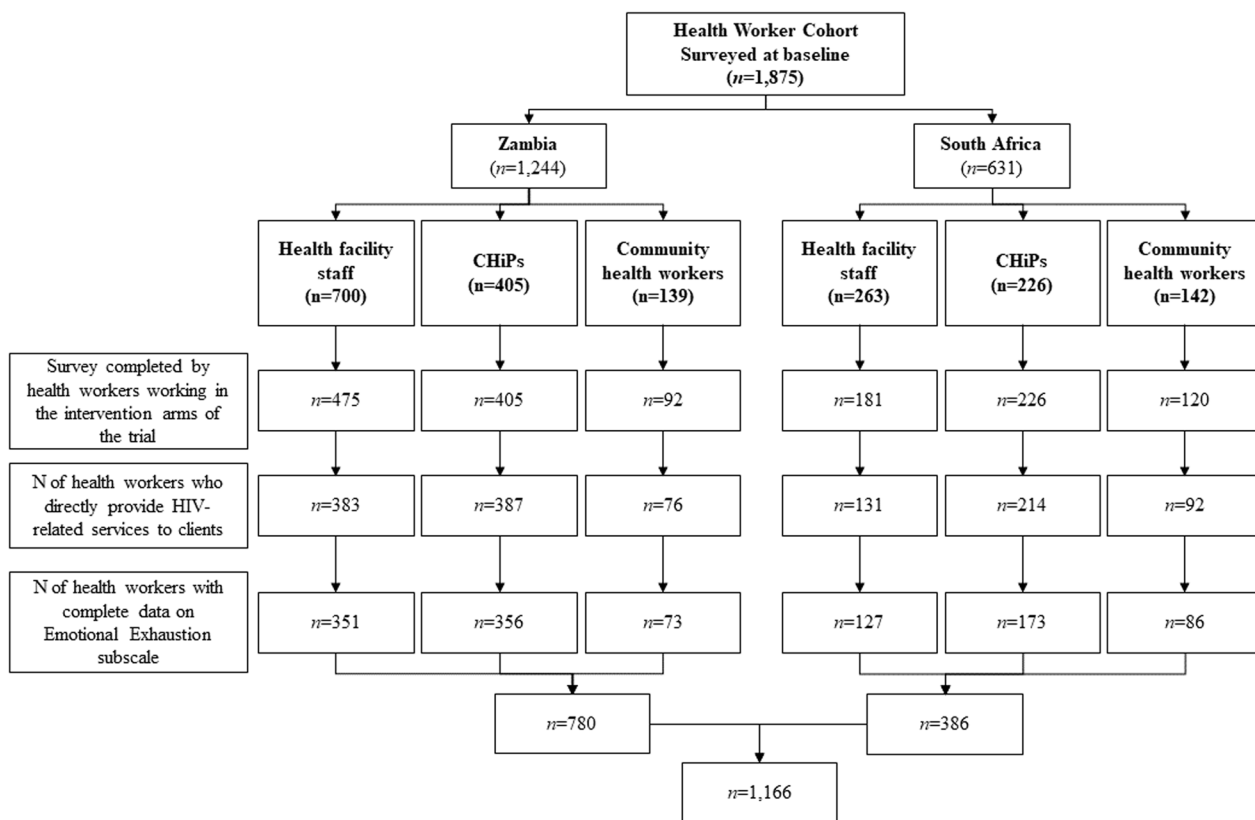 Health Worker Cohort
Surveyed at baseline
(n=1,875)
Zambia
(n=1,244)
South Africa
(n=631)
Health facility
staff
(n=700)
CHiPs
(n=405)
Community
health workers
(n=139)
Health facility
staff
(n=263)
CHiPs
(n=226)
Community
health workers
(n=142)
Survey completed by
health workers working in
the intervention arms of
the trial
n=475
n=405
n=92
n=181
n=226
n=120
N of health workers who
directly provide HIV-
related services to clients
n=383
n=387
n=76
n=131
n=214
n=92
N of health workers with
complete data on
Emotional Exhaustion
subscale
n=351
n=356
n=73
n=127
n=173
n=86
n=780
n=386
n=1,166